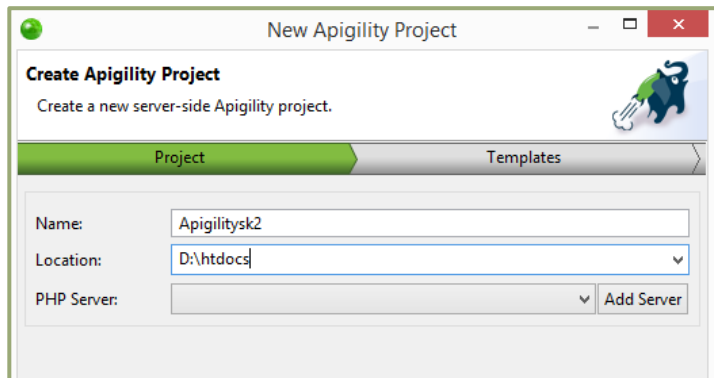 New Apigility Project
Create Apigility Project
Create a new server-side Apigility project.
Project Templates
Name: Apigilitysk2
Location: D:\htdocs
PHP Server: Add Server